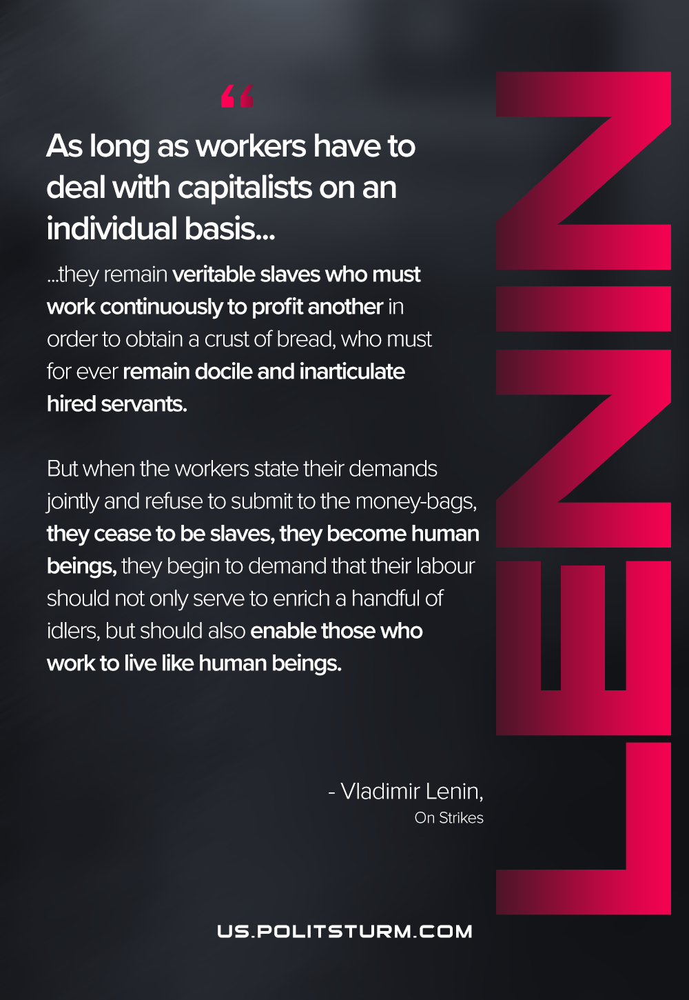 “
As long as workers have to
deal with capitalists on an
individual basis...
...they remain veritable slaves who must
work continuously to profit another in
order to obtain a crust of bread, who must
for ever remain docile and inarticulate
hired servants.
But when the workers state their demands
jointly and refuse to submit to the money-bags,
they cease to be slaves, they become human
beings, they begin to demand that their labour
should not only serve to enrich a handful of
idlers, but should also enable those who
work to live like human beings.
- Vladimir Lenin,
On Strikes
US.POLITSTURM.COM
LENIN